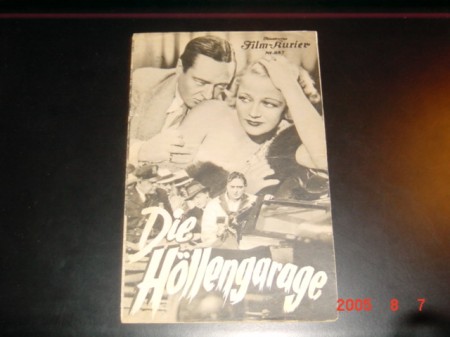 Film-Kurier
Die
Höllengarage
2005 8 7